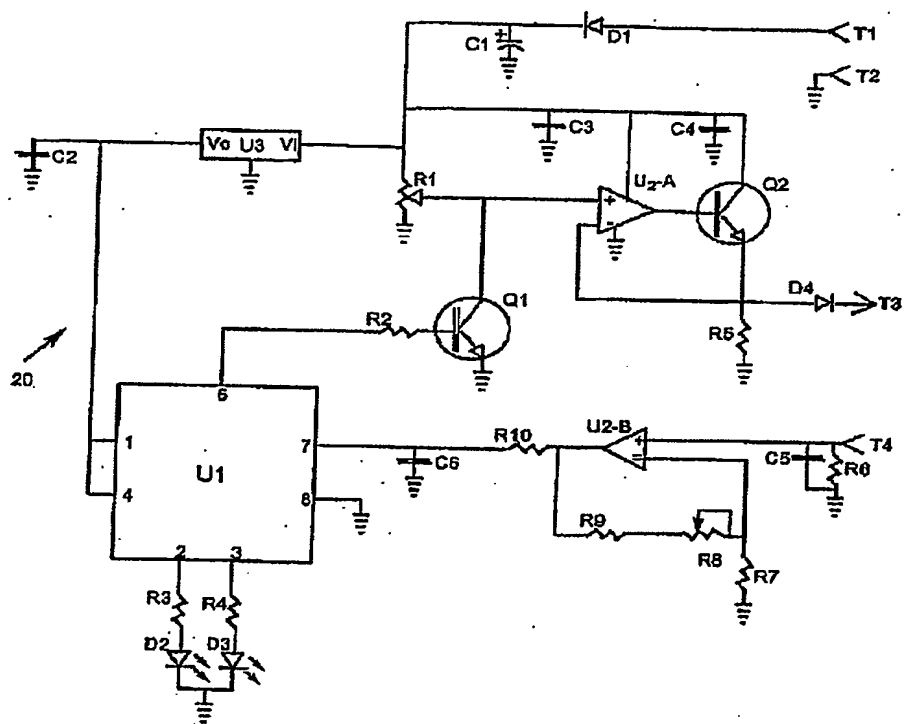 C1
D1
T1
T2
C2
Vo U3 Vi
C3
C4
R1
U2-A
Q2
Q1
D4
T3
R2
R5
20
6
1
7
R10
U2-B
T4
C6
C5
R6
U1
4
8
R9
R8
R7
2 3
R3
R4
D2
D3